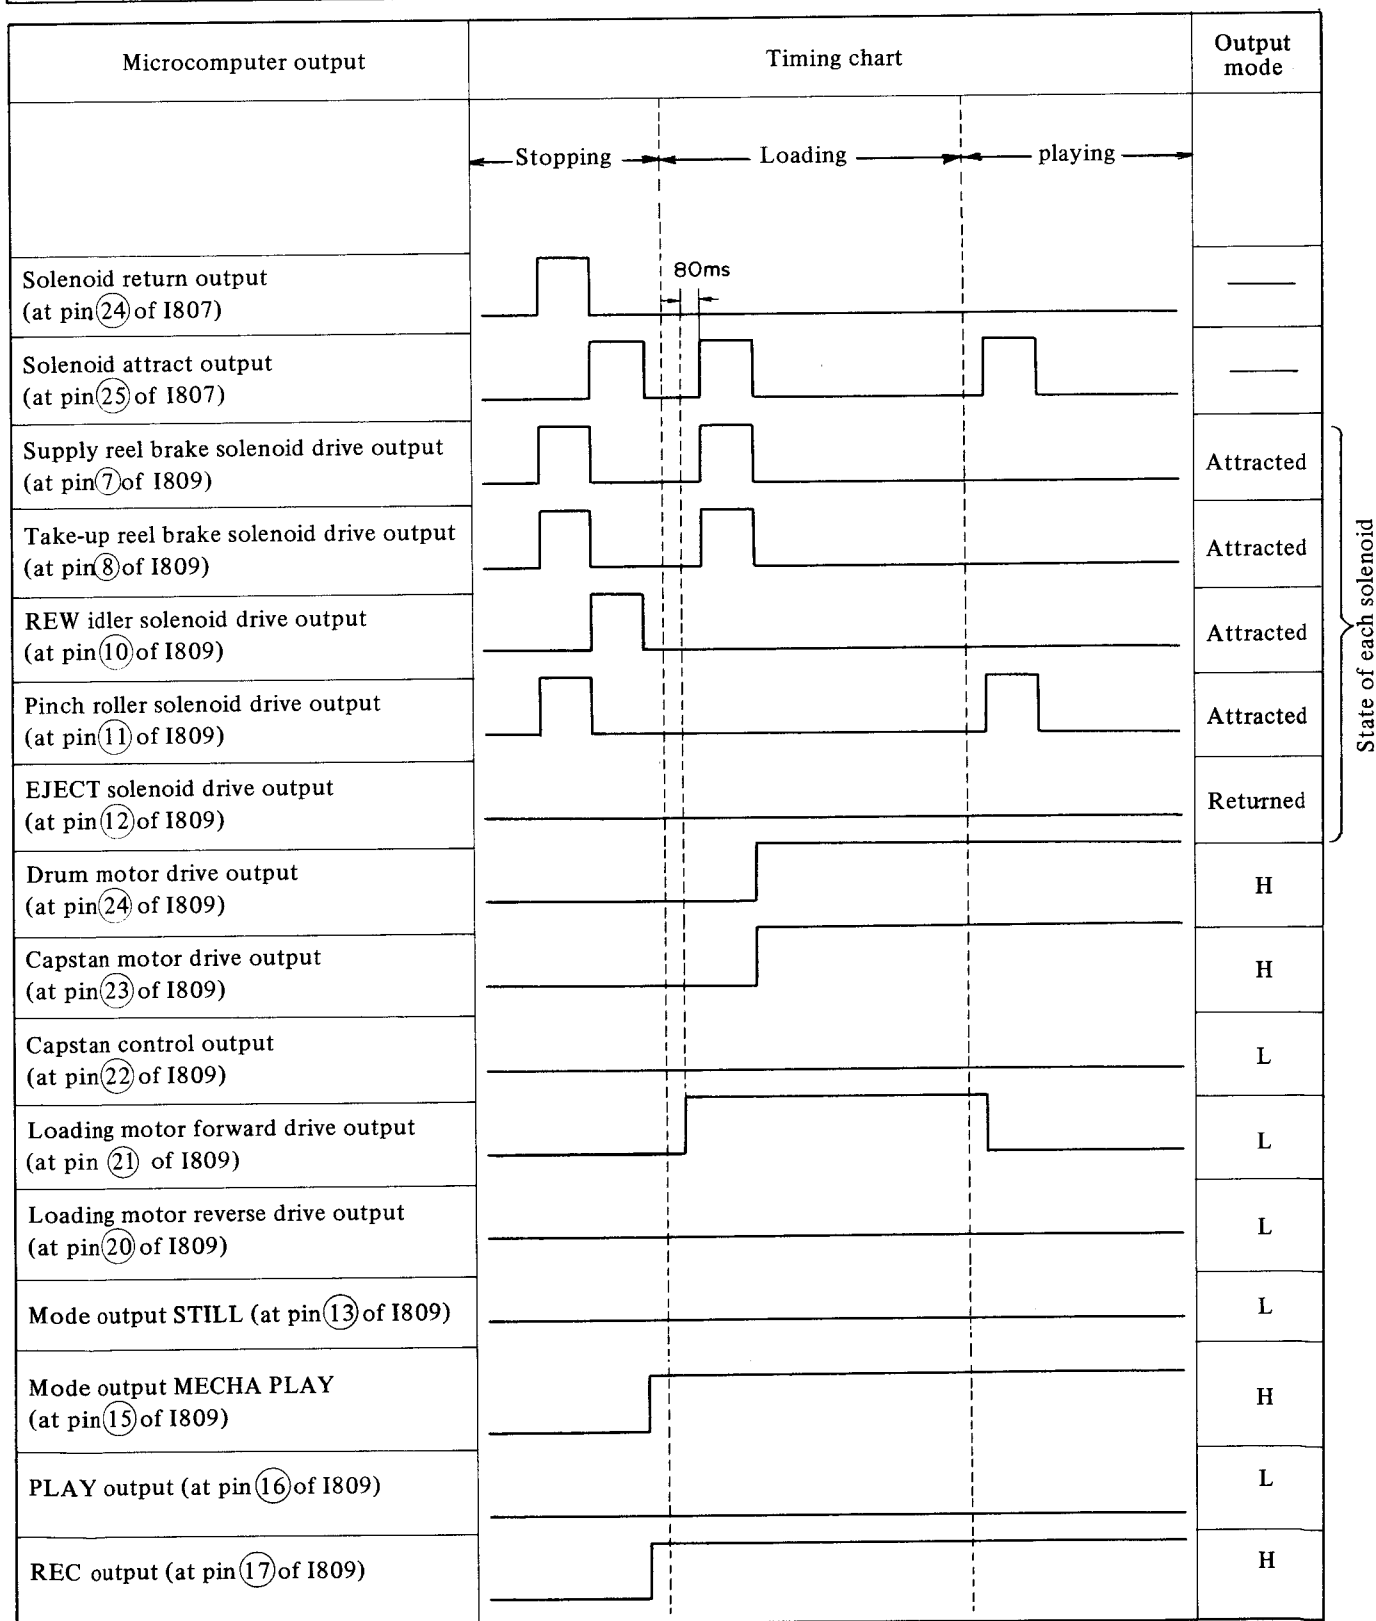 Microcomputer output
Timing chart
Output
mode
Stopping
Loading
playing
Solenoid return output
(at pin 24 of I807)
80ms
Solenoid attract output
(at pin 25 of I807)
Supply reel brake solenoid drive output
(at pin 7 of I809)
Attracted
Take-up reel brake solenoid drive output
(at pin 8 of I809)
Attracted
REW idler solenoid drive output
(at pin 10 of I809)
Attracted
Pinch roller solenoid drive output
(at pin 11 of I809)
Attracted
EJECT solenoid drive output
(at pin 12 of I809)
Returned
State of each solenoid
Drum motor drive output
(at pin 24 of I809)
H
Capstan motor drive output
(at pin 23 of I809)
H
Capstan control output
(at pin 22 of I809)
L
Loading motor forward drive output
(at pin 21 of I809)
L
Loading motor reverse drive output
(at pin 20 of I809)
L
Mode output STILL (at pin 13 of I809)
L
Mode output MECHA PLAY
(at pin 15 of I809)
H
PLAY output (at pin 16 of I809)
L
REC output (at pin 17 of I809)
H